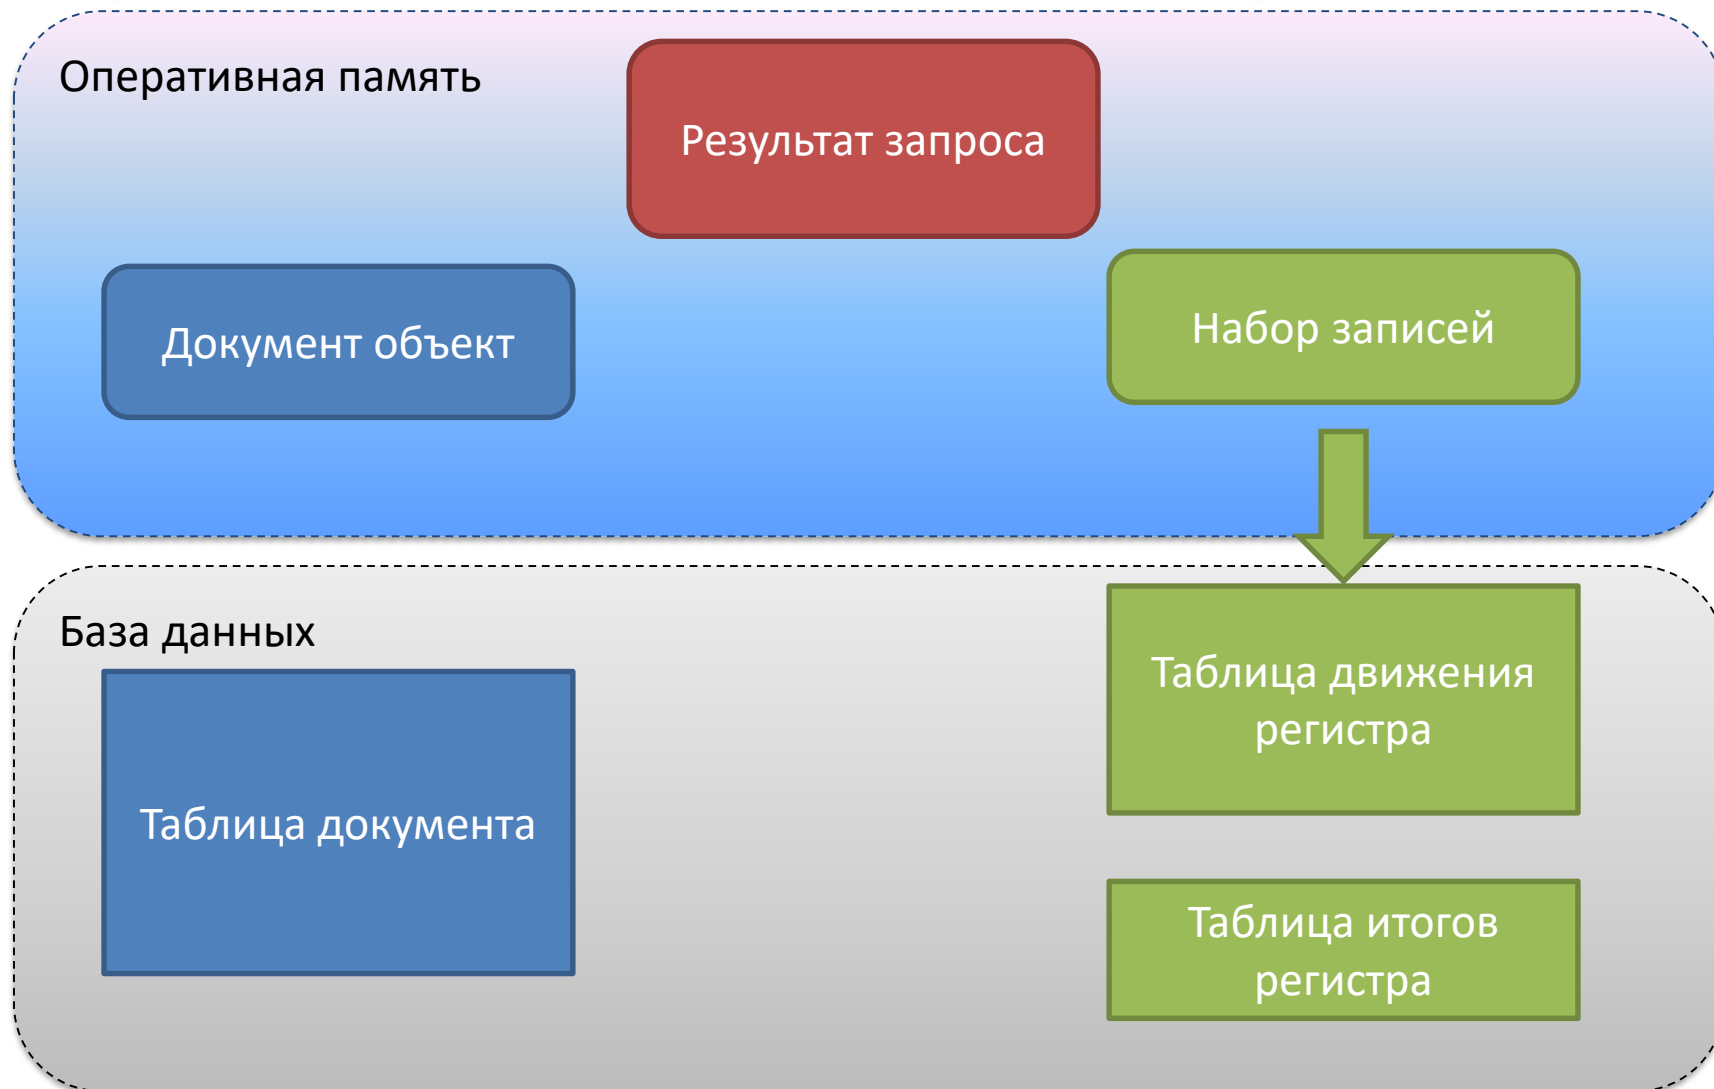 Оперативная память
Результат запроса
Документ объект
Набор записей
База данных
Таблица движения
регистра
Таблица документа
Таблица итогов
регистра